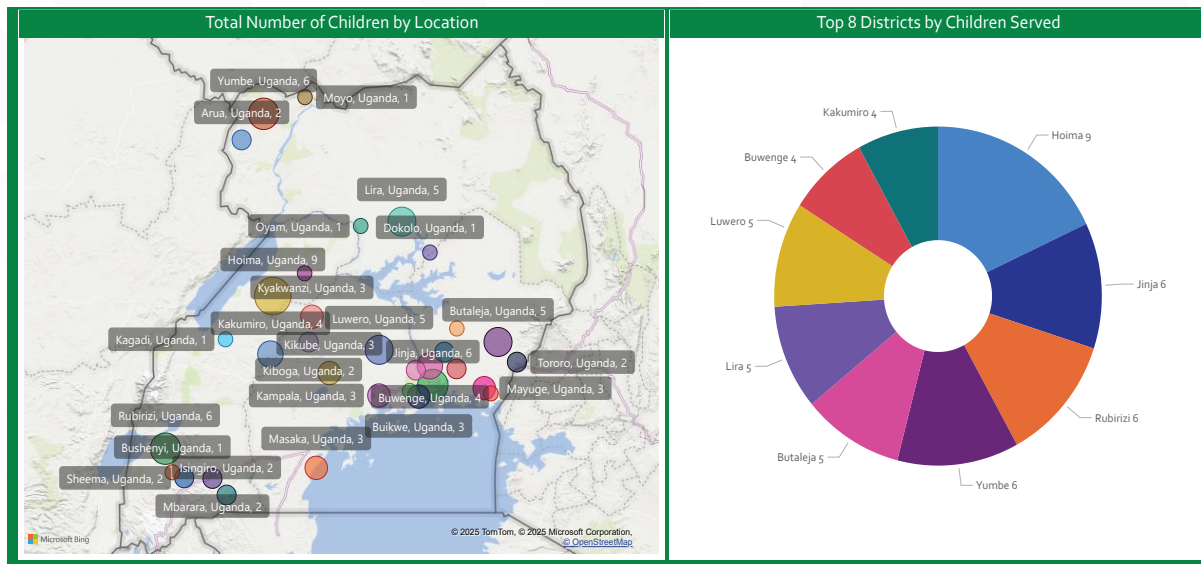 Total Number of Children by Location
Yumbe, Uganda, 6
Moyo, Uganda, 1
Arua, Uganda, 2
Lira, Uganda, 5
Oyam, Uganda, 1
Dokolo, Uganda, 1
Hoima, Uganda, 9
Kyakwanzi, Uganda, 3
Butaleja, Uganda, 5
Kakumiro, Uganda, 4
Luwero, Uganda, 5
Kagadi, Uganda, 1
Kikube, Uganda, 3
Jinja, Uganda, 6
Tororo, Uganda, 2
Kiboga, Uganda, 2
Kampala, Uganda, 3
Buwenge, Uganda, 4
Mayuge, Uganda, 3
Rubirizi, Uganda, 6
Buikwe, Uganda, 3
Masaka, Uganda, 3
Bushenyi, Uganda, 1
Isingiro, Uganda, 2
Sheema, Uganda, 2
Mbarara, Uganda, 2
Microsoft Bing
© 2025 TomTom, © 2025 Microsoft Corporation,
© OpenStreetMap
Top 8 Districts by Children Served
Kakumiro 4
Hoima 9
Buwenge 4
Luwero 5
Jinja 6
Lira 5
Rubirizi 6
Butaleja 5
Yumbe 6